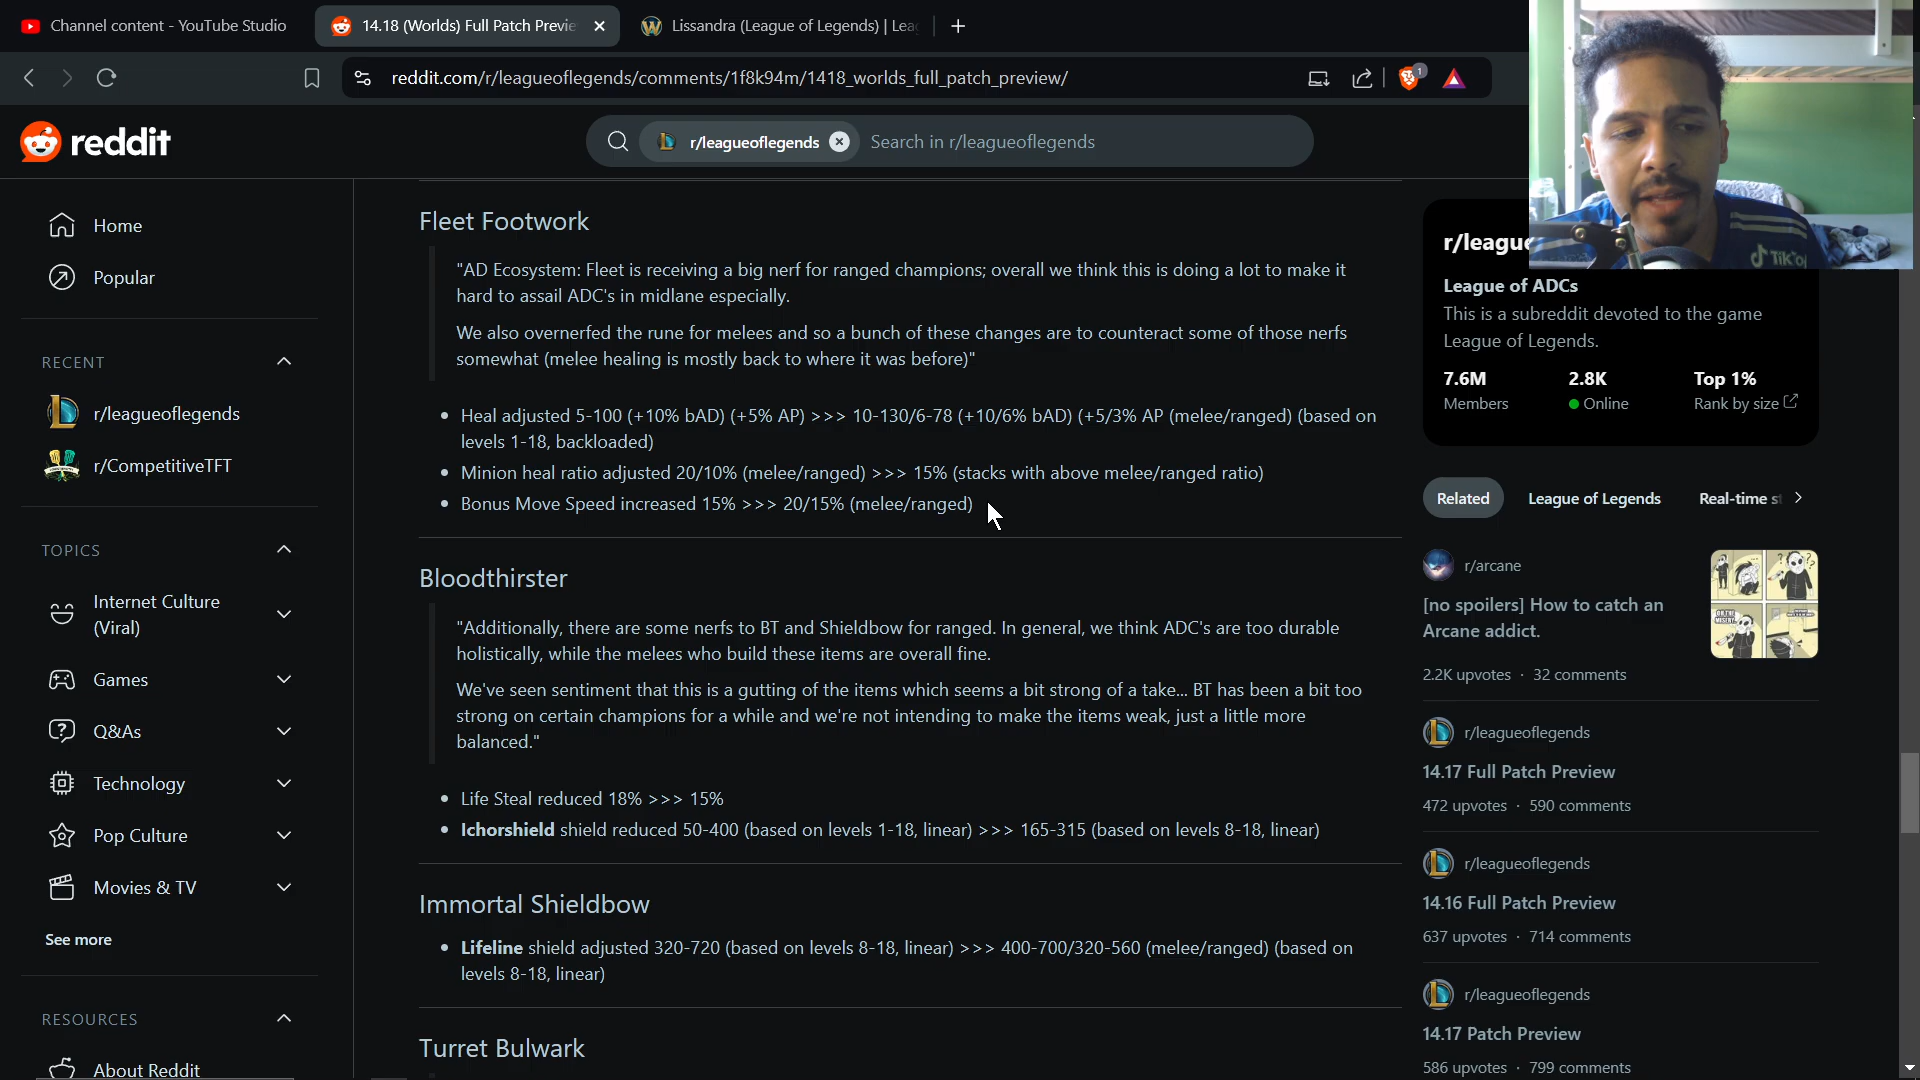 Channel content - YouTube Studio
14.18 (Worlds) Full Patch Previe
Lissandra (League of Legends) | Leag
reddit.com/r/leagueoflegends/comments/1f8k94m/1418_worlds_full_patch_preview/
1
reddit
r/leagueoflegends
Search in r/leagueoflegends
Home
Popular
RECENT
r/leagueoflegends
r/CompetitiveTFT
TOPICS
Internet Culture
(Viral)
Games
Q&As
Technology
Pop Culture
Movies & TV
See more
RESOURCES
About Reddit
Fleet Footwork
"AD Ecosystem: Fleet is receiving a big nerf for ranged champions; overall we think this is doing a lot to make it
hard to assail ADC's in midlane especially.
We also overnerfed the rune for melees and so a bunch of these changes are to counteract some of those nerfs
somewhat (melee healing is mostly back to where it was before)"
Heal adjusted 5-100 (+10% bAD) (+5% AP) >>> 10-130/6-78 (+10/6% bAD) (+5/3% AP (melee/ranged) (based on
levels 1-18, backloaded)
Minion heal ratio adjusted 20/10% (melee/ranged) >>> 15% (stacks with above melee/ranged ratio)
Bonus Move Speed increased 15% >>> 20/15% (melee/ranged)
Bloodthirster
"Additionally, there are some nerfs to BT and Shieldbow for ranged. In general, we think ADC's are too durable
holistically, while the melees who build these items are overall fine.
We've seen sentiment that this is a gutting of the items which seems a bit strong of a take... BT has been a bit too
strong on certain champions for a while and we're not intending to make the items weak, just a little more
balanced."
Life Steal reduced 18% >>> 15%
Ichorshield shield reduced 50-400 (based on levels 1-18, linear) >>> 165-315 (based on levels 8-18, linear)
Immortal Shieldbow
Lifeline shield adjusted 320-720 (based on levels 8-18, linear) >>> 400-700/320-560 (melee/ranged) (based on
levels 8-18, linear)
Turret Bulwark
r/league
League of ADCs
This is a subreddit devoted to the game
League of Legends.
7.6M
Members
2.8K
Online
Top 1%
Rank by size
Related
League of Legends
Real-time s
r/arcane
[no spoilers] How to catch an
Arcane addict.
2.2K upvotes · 32 comments
r/leagueoflegends
14.17 Full Patch Preview
472 upvotes · 590 comments
r/leagueoflegends
14.16 Full Patch Preview
637 upvotes · 714 comments
r/leagueoflegends
14.17 Patch Preview
586 upvotes · 799 comments